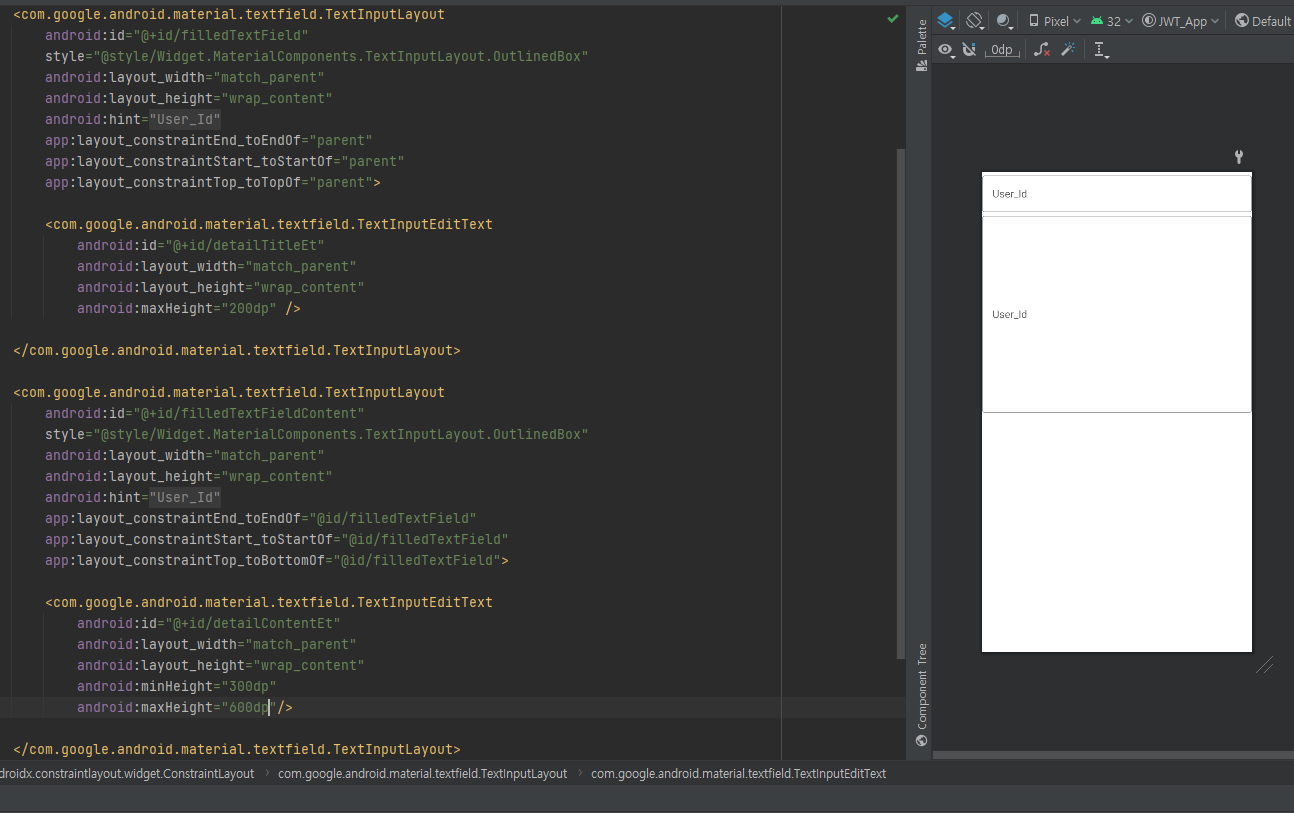 <com.google.android.material.textfield.TextInputLayout
android:id="@+id/filledTextField"
style="@style/Widget.MaterialComponents.TextInputLayout.OutlinedBox"
android:layout_width="match_parent"
android:layout_height="wrap_content"
android:hint="User_Id"
app:layout_constraintEnd_toEndOf="parent"
app:layout_constraintStart_toStartOf="parent"
app:layout_constraintTop_toTopOf="parent">
<com.google.android.material.textfield.TextInputEditText
android:id="@+id/detailTitleEt"
android:layout_width="match_parent"
android:layout_height="wrap_content"
android:maxHeight="200dp" />
</com.google.android.material.textfield.TextInputLayout>
<com.google.android.material.textfield.TextInputLayout
android:id="@+id/filledTextFieldContent"
style="@style/Widget.MaterialComponents.TextInputLayout.OutlinedBox"
android:layout_width="match_parent"
android:layout_height="wrap_content"
android:hint="User_Id"
app:layout_constraintEnd_toEndOf="@id/filledTextField"
app:layout_constraintStart_toStartOf="@id/filledTextField"
app:layout_constraintTop_toBottomOf="@id/filledTextField">
<com.google.android.material.textfield.TextInputEditText
android:id="@+id/detailContentEt"
android:layout_width="match_parent"
android:layout_height="wrap_content"
android:minHeight="300dp"
android:maxHeight="600dp"/>
</com.google.android.material.textfield.TextInputLayout>
droidx.constraintlayout.widget.ConstraintLayout › com.google.android.material.textfield.TextInputLayout › com.google.android.material.textfield.TextInputEditText
Palette
Component Tree
Pixel 32 JWT_App Default
0dp
User_Id
User_Id